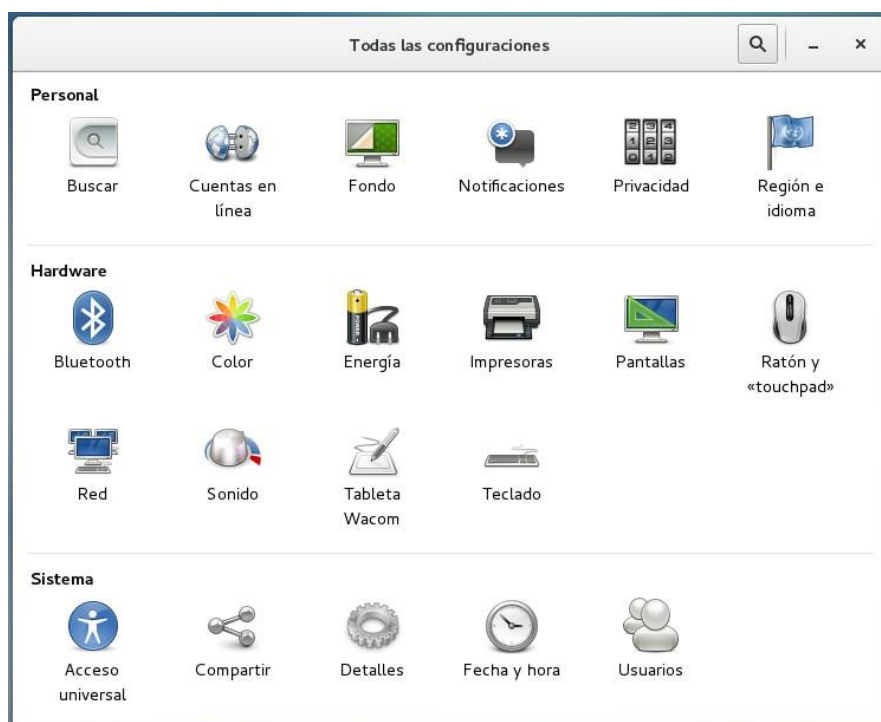 Todas las configuraciones
Personal
Buscar
Cuentas en
línea
Fondo
Notificaciones
Privacidad
Región e
idioma
Hardware
Bluetooth
Color
Energía
Impresoras
Pantallas
Ratón y
«touchpad»
Red
Sonido
Tableta
Wacom
Teclado
Sistema
Acceso
universal
Compartir
Detalles
Fecha y hora
Usuarios